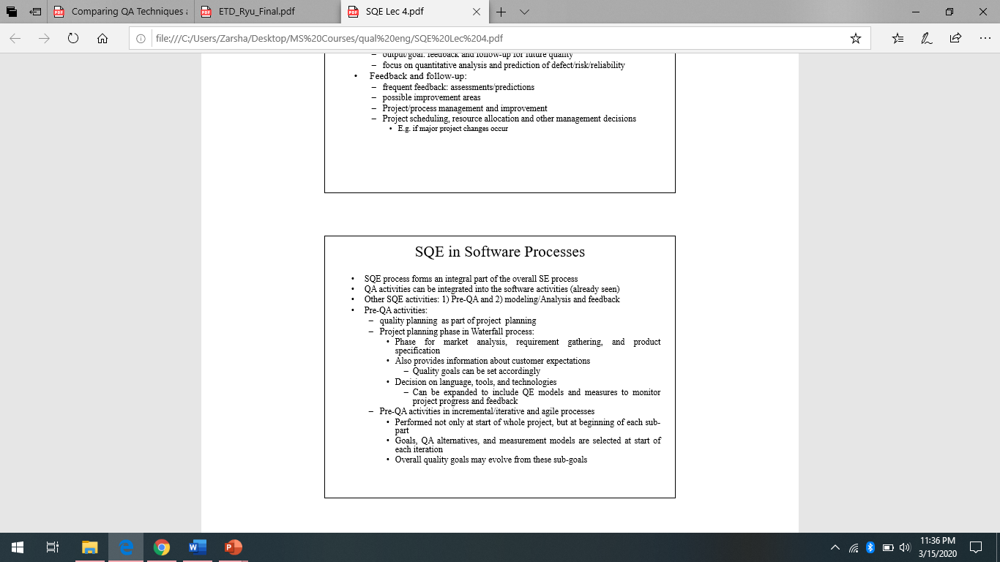 Comparing QA Techniques a
ETD_Ryu_Final.pdf
SQE Lec 4.pdf
file:///C:/Users/Zarsha/Desktop/MS%20Courses/qual%20eng/SQE%20Lec%204.pdf
– output/goal: feedback and follow-up for future quality
– focus on quantitative analysis and prediction of defect/risk/reliability
• Feedback and follow-up:
– frequent feedback: assessments/predictions
– possible improvement areas
– Project/process management and improvement
– Project scheduling, resource allocation and other management decisions
• E.g. if major project changes occur
SQE in Software Processes
• SQE process forms an integral part of the overall SE process
• QA activities can be integrated into the software activities (already seen)
• Other SQE activities: 1) Pre-QA and 2) modeling/Analysis and feedback
• Pre-QA activities:
– quality planning as part of project planning
– Project planning phase in Waterfall process:
• Phase for market analysis, requirement gathering, and product
specification
• Also provides information about customer expectations
– Quality goals can be set accordingly
• Decision on language, tools, and technologies
– Can be expanded to include QE models and measures to monitor
project progress and feedback
– Pre-QA activities in incremental/iterative and agile processes
• Performed not only at start of whole project, but at beginning of each sub-
part
• Goals, QA alternatives, and measurement models are selected at start of
each iteration
• Overall quality goals may evolve from these sub-goals
11:36 PM
3/15/2020